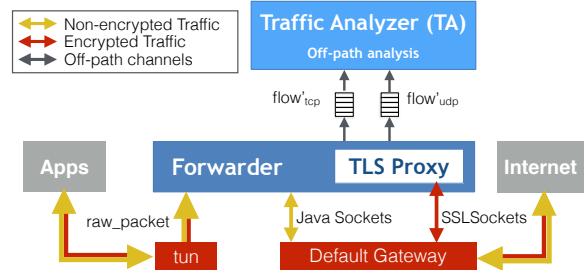 Non-encrypted Traffic
Encrypted Traffic
Off-path channels
Traffic Analyzer (TA)
Off-path analysis
flow'tcp
flow'udp
Apps
Forwarder
TLS Proxy
Internet
raw_packet
Java Sockets
SSLSockets
tun
Default Gateway